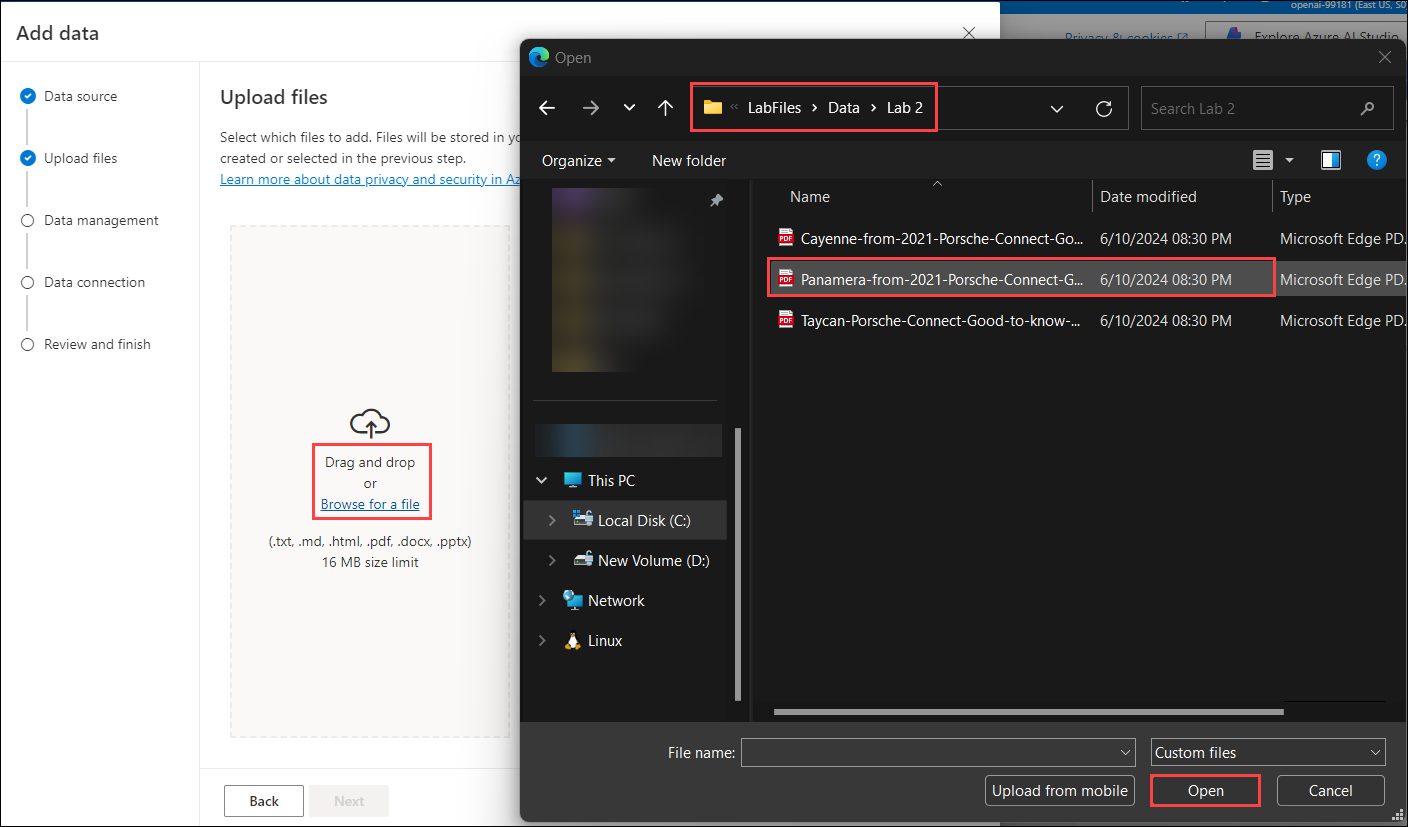 openai-99181 (East US, S0
Privacy & cookies
Explore Azure AI Studio
Add data
Data source
Upload files
Data management
Data connection
Review and finish
Upload files
Select which files to add. Files will be stored in yo
created or selected in the previous step.
Learn more about data privacy and security in Az
Drag and drop
or
Browse for a file
(.txt, .md, .html, .pdf, .docx, .pptx)
16 MB size limit
Back
Next
Open
« LabFiles > Data > Lab 2
Search Lab 2
Organize
New folder
Name
Date modified
Type
Cayenne-from-2021-Porsche-Connect-Go... 6/10/2024 08:30 PM Microsoft Edge PD.
Panamera-from-2021-Porsche-Connect-G... 6/10/2024 08:30 PM Microsoft Edge PD.
Taycan-Porsche-Connect-Good-to-know-... 6/10/2024 08:30 PM Microsoft Edge PD.
This PC
Local Disk (C:)
New Volume (D:)
Network
Linux
File name:
Custom files
Upload from mobile
Open
Cancel